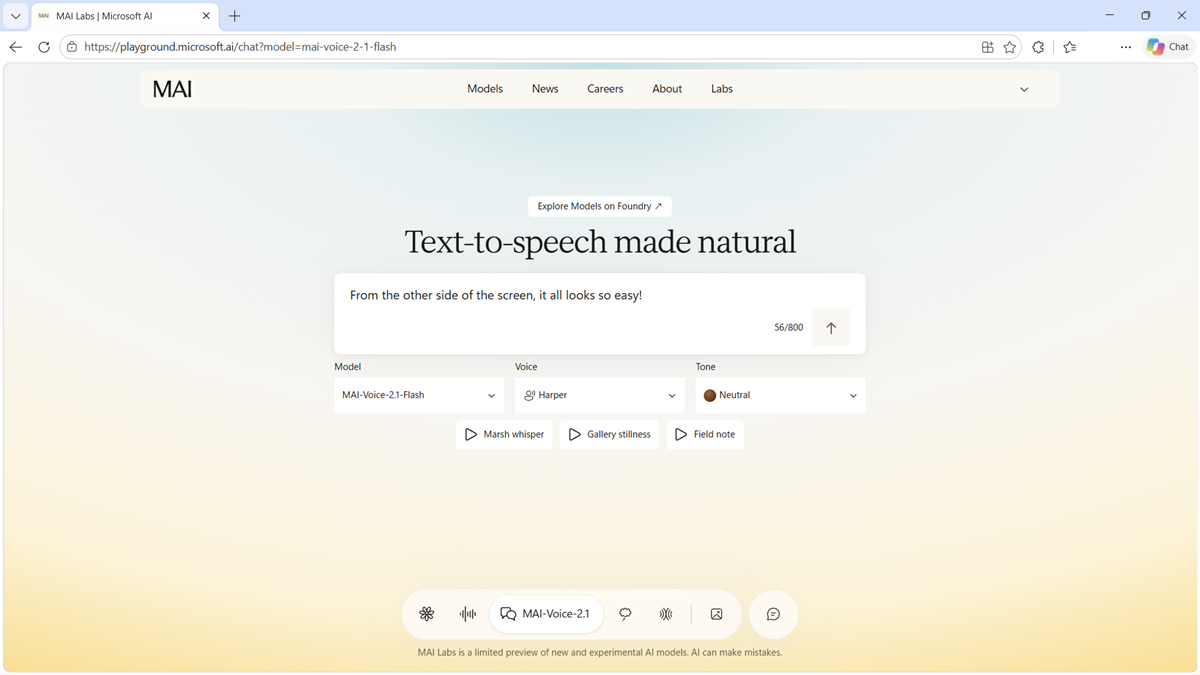 MAI MAI Labs | Microsoft AI
https://playground.microsoft.ai/chat?model=mai-voice-2-1-flash
Chat
MAI Models News Careers About Labs
Explore Models on Foundry ↗
Text-to-speech made natural
From the other side of the screen, it all looks so easy!
56/800
Model Voice Tone
MAI-Voice-2.1-Flash Harper Neutral
Marsh whisper Gallery stillness Field note
MAI-Voice-2.1
MAI Labs is a limited preview of new and experimental AI models. AI can make mistakes.